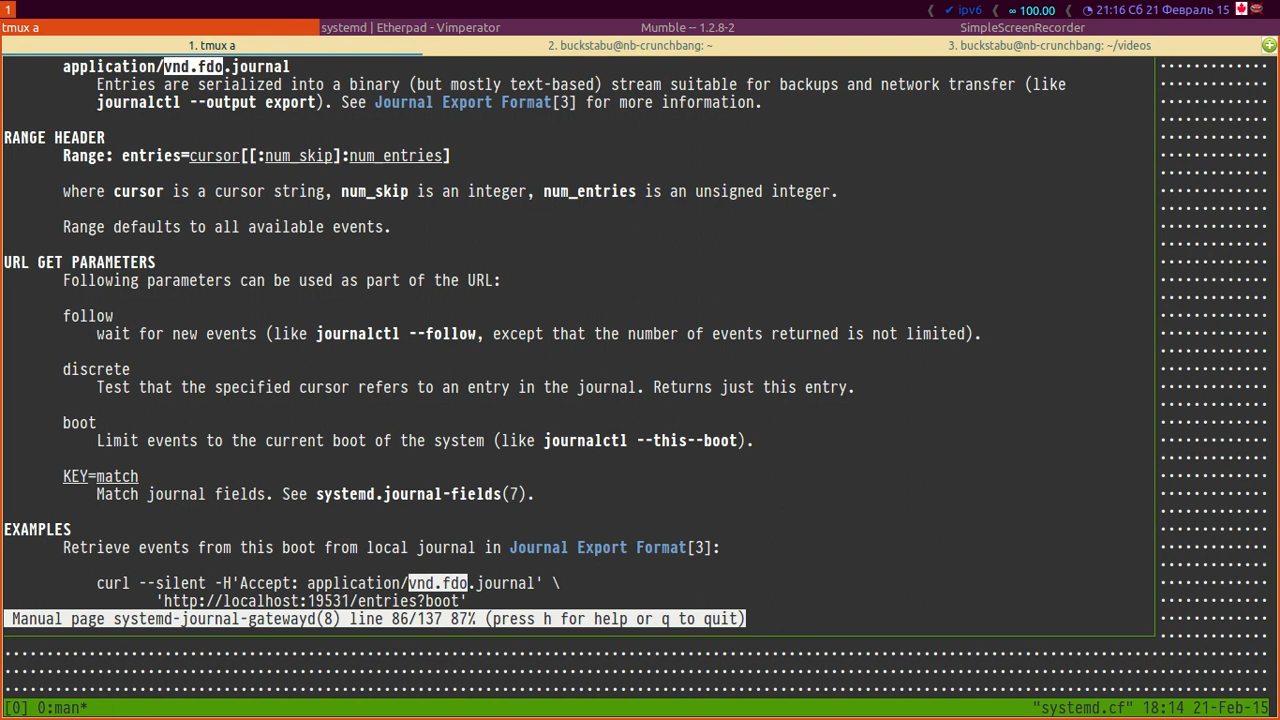 1
ipv6
∞ 100.00
21:16 Сб 21 Февраль 15
tmux a
systemd | Etherpad - Vimperator
Mumble -- 1.2.8-2
SimpleScreenRecorder
1. tmux a
2. buckstabu@nb-crunchbang: ~
3. buckstabu@nb-crunchbang: ~/videos
application/vnd.fdo.journal
Entries are serialized into a binary (but mostly text-based) stream suitable for backups and network transfer (like
journalctl --output export). See Journal Export Format[3] for more information.
RANGE HEADER
Range: entries=cursor[[:num_skip]:num_entries]
where cursor is a cursor string, num_skip is an integer, num_entries is an unsigned integer.
Range defaults to all available events.
URL GET PARAMETERS
Following parameters can be used as part of the URL:
follow
wait for new events (like journalctl --follow, except that the number of events returned is not limited).
discrete
Test that the specified cursor refers to an entry in the journal. Returns just this entry.
boot
Limit events to the current boot of the system (like journalctl --this--boot).
KEY=match
Match journal fields. See systemd.journal-fields(7).
EXAMPLES
Retrieve events from this boot from local journal in Journal Export Format[3]:
curl --silent -H'Accept: application/vnd.fdo.journal' \
'http://localhost:19531/entries?boot'
Manual page systemd-journal-gatewayd(8) line 86/137 87% (press h for help or q to quit)
[0] 0:man*
"systemd.cf" 18:14 21-Feb-15